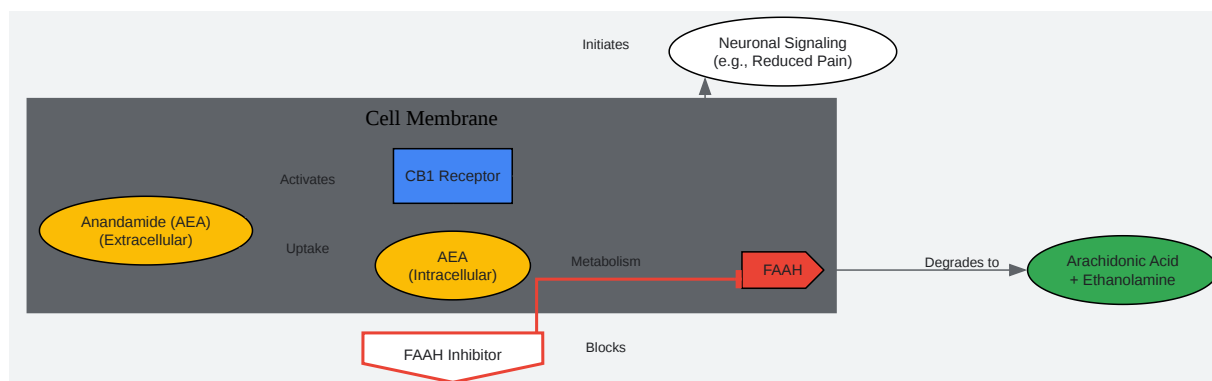 Initiates
Neuronal Signaling
(e.g., Reduced Pain)
Cell Membrane
Activates
CB1 Receptor
Anandamide (AEA)
(Extracellular)
Uptake
AEA
(Intracellular)
Metabolism
FAAH
Degrades to
Arachidonic Acid
+ Ethanolamine
FAAH Inhibitor
Blocks